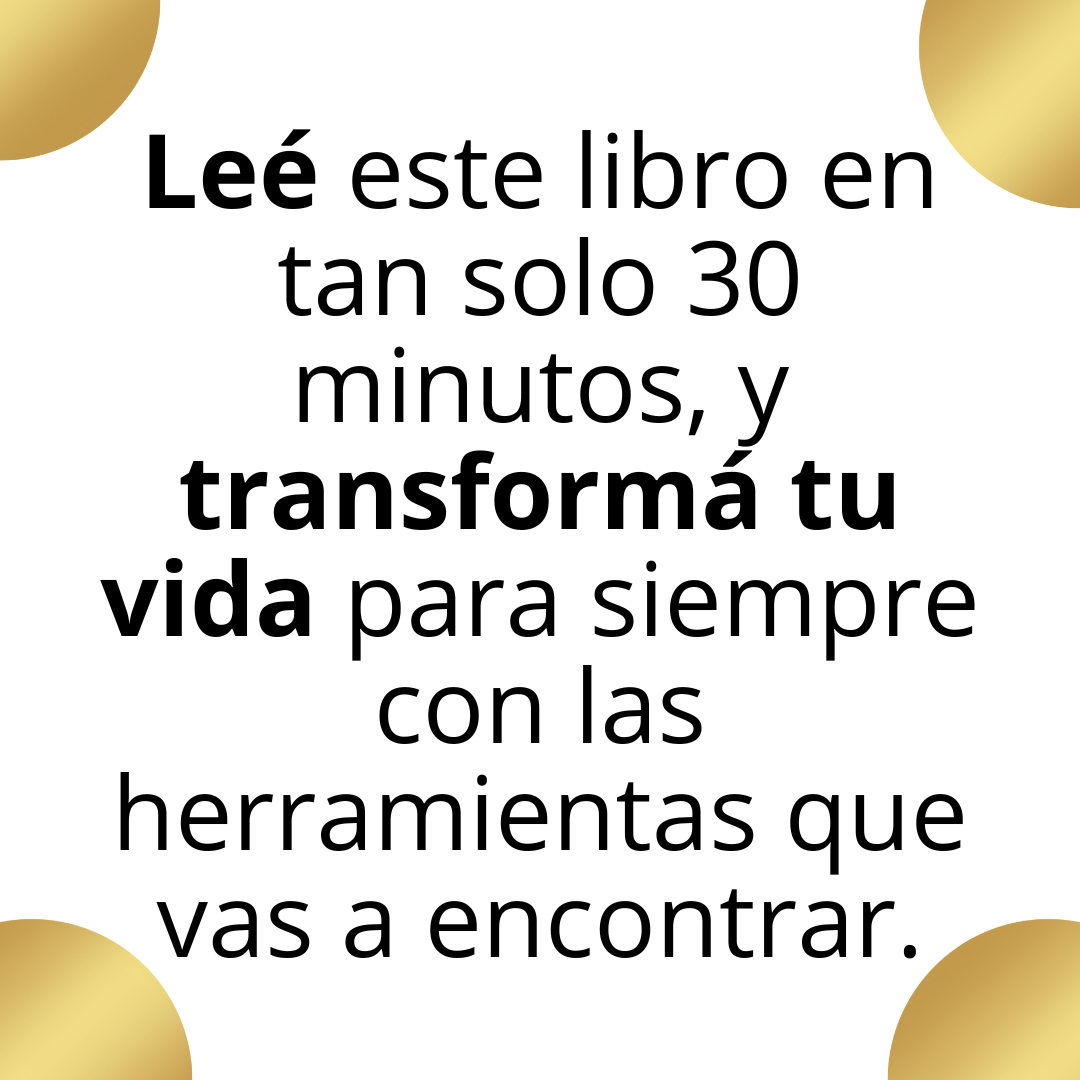 Leé este libro en
tan solo 30
minutos, y
transformá tu
vida para siempre
con las
herramientas que
vas a encontrar.